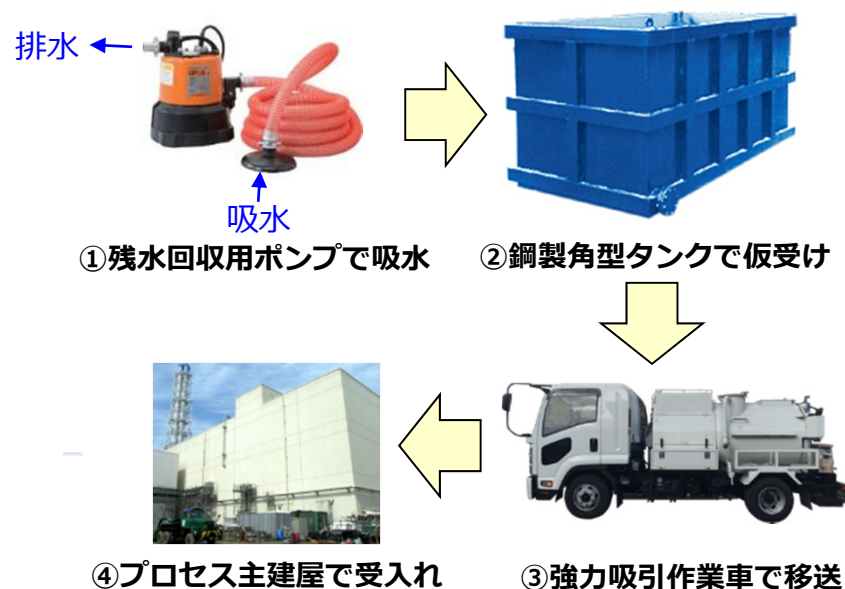 排水
吸水
①残水回収用ポンプで吸水
②鋼製角型タンクで仮受け
④プロセス主建屋で受入れ
③強力吸引作業車で移送